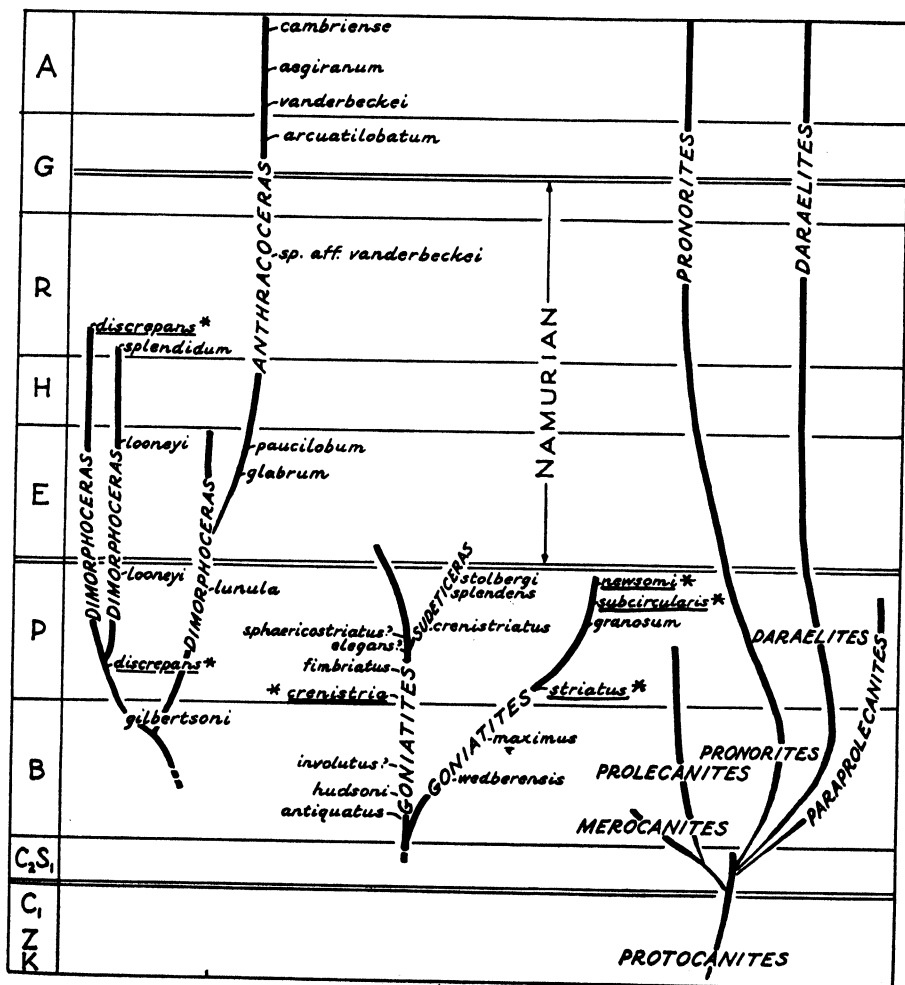 A
cambriense
aegiranum
vanderbeckei
G
arcuatilobatum
R
sp. aff. vanderbeckei
ANTHRACOCERAS
NAMURIAN
PRONORITES
DARAELITES
discrepans *
splendidum
H
E
looneyi
paucilobum
glabrum
DIMORPHOCERAS
DIMORPHOCERAS
DIMORPHOCERAS
P
looneyi
lunula
discrepans *
gilbertsoni
SUDETICERAS
stolbergi
splendens
crenistriatus
sphaericostriatus?
elegans?
fimbriatus
* crenistria
newsomi *
subcircularis *
granosum
striatus *
DARAELITES
B
GONIATITES
GONIATITES
maximus
wedberensis
involutus?
hudsoni
antiquatus
PROLECANITES
PRONORITES
MEROCANITES
PARAPROLECANITES
C₂S₁
C₁
Z
K
PROTOCANITES